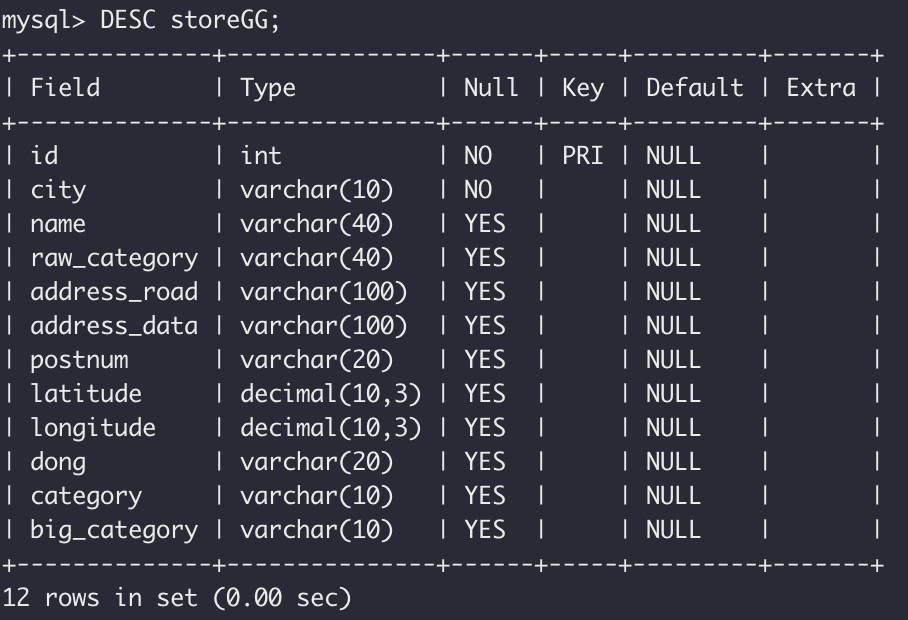 mysql> DESC storeGG;
+--------------+---------------+------+-----+---------+-------+
| Field        | Type          | Null | Key | Default | Extra |
+--------------+---------------+------+-----+---------+-------+
| id           | int           | NO   | PRI | NULL    |       |
| city         | varchar(10)   | NO   |     | NULL    |       |
| name         | varchar(40)   | YES  |     | NULL    |       |
| raw_category | varchar(40)   | YES  |     | NULL    |       |
| address_road | varchar(100)  | YES  |     | NULL    |       |
| address_data | varchar(100)  | YES  |     | NULL    |       |
| postnum      | varchar(20)   | YES  |     | NULL    |       |
| latitude     | decimal(10,3) | YES  |     | NULL    |       |
| longitude    | decimal(10,3) | YES  |     | NULL    |       |
| dong         | varchar(20)   | YES  |     | NULL    |       |
| category     | varchar(10)   | YES  |     | NULL    |       |
| big_category | varchar(10)   | YES  |     | NULL    |       |
+--------------+---------------+------+-----+---------+-------+
12 rows in set (0.00 sec)